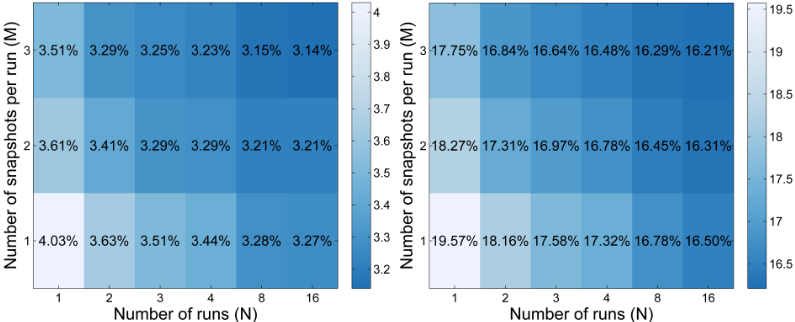 Number of snapshots per run (M)
3 3.51% 3.29% 3.25% 3.23% 3.15% 3.14%
2 3.61% 3.41% 3.29% 3.29% 3.21% 3.21%
1 4.03% 3.63% 3.51% 3.44% 3.28% 3.27%
1 2 3 4 8 16
Number of runs (N)
4
3.9
3.8
3.7
3.6
3.5
3.4
3.3
3.2
Number of snapshots per run (M)
3 17.75% 16.84% 16.64% 16.48% 16.29% 16.21%
2 18.27% 17.31% 16.97% 16.78% 16.45% 16.31%
1 19.57% 18.16% 17.58% 17.32% 16.78% 16.50%
1 2 3 4 8 16
Number of runs (N)
19.5
19
18.5
18
17.5
17
16.5